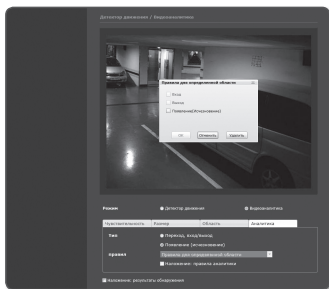 Детектор движения / Видеоаналитика
Правила для определенной области
Вход
Выход
Появление(Исчезновение)
OK
Отменить
Удалить
Режим
Детектор движения
Видеоаналитика
Чувствительность
Размер
Область
Аналитика
Тип
Переход, вход/выход
Появление (исчезновение)
правил
Правила для определенной области
Наложение: правила аналитики
Наложение: результаты обнаружения